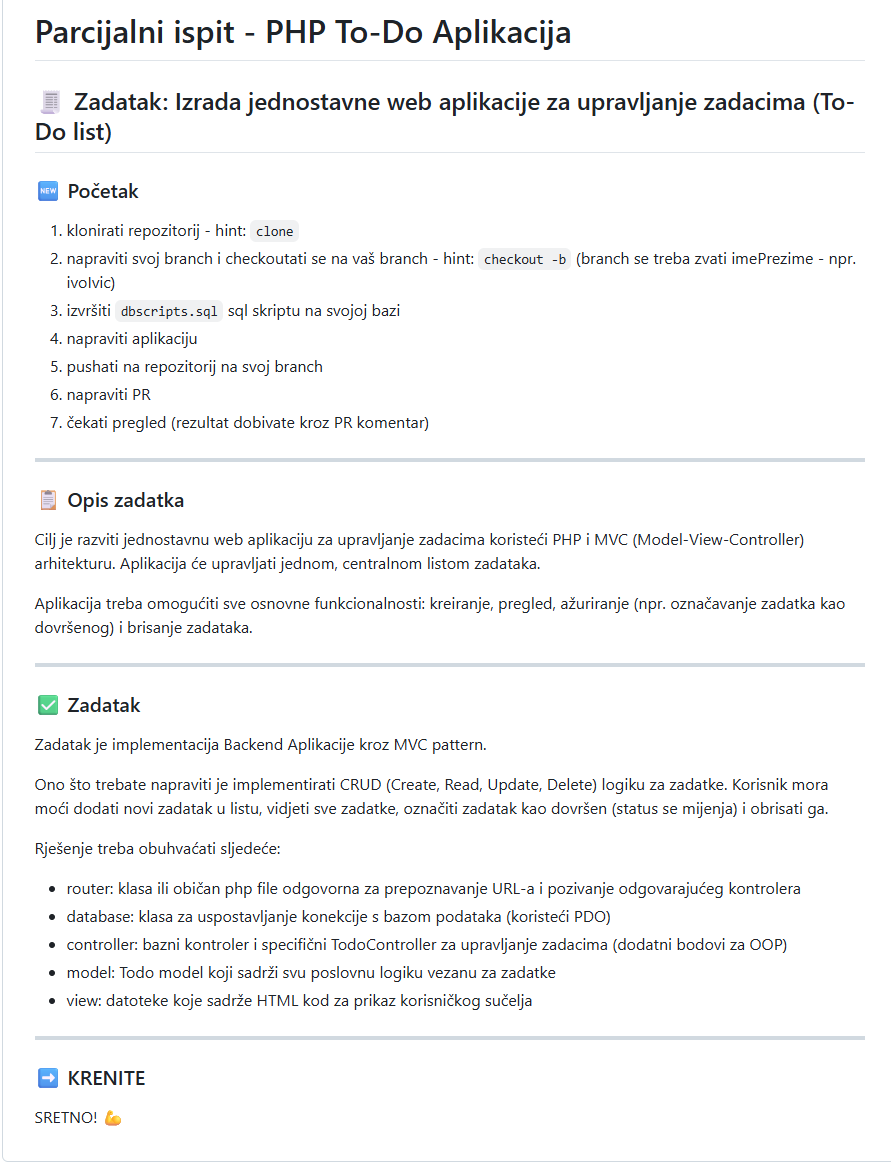 Parcijalni ispit - PHP To-Do Aplikacija
Zadatak: Izrada jednostavne web aplikacije za upravljanje zadacima (To-
Do list)
NEW Početak
1. klonirati repozitorij - hint: clone
2. napraviti svoj branch i checkoutati se na vaš branch - hint: checkout -b (branch se treba zvati imePrezime - npr.
ivoIvic)
3. izvršiti dbscripts.sql sql skriptu na svojoj bazi
4. napraviti aplikaciju
5. pushati na repozitorij na svoj branch
6. napraviti PR
7. čekati pregled (rezultat dobivate kroz PR komentar)
Opis zadatka
Cilj je razviti jednostavnu web aplikaciju za upravljanje zadacima koristeći PHP i MVC (Model-View-Controller)
arhitekturu. Aplikacija će upravljati jednom, centralnom listom zadataka.
Aplikacija treba omogućiti sve osnovne funkcionalnosti: kreiranje, pregled, ažuriranje (npr. označavanje zadatka kao
dovršenog) i brisanje zadataka.
Zadatak
Zadatak je implementacija Backend Aplikacije kroz MVC pattern.
Ono što trebate napraviti je implementirati CRUD (Create, Read, Update, Delete) logiku za zadatke. Korisnik mora
moći dodati novi zadatak u listu, vidjeti sve zadatke, označiti zadatak kao dovršen (status se mijenja) i obrisati ga.
Rješenje treba obuhvaćati sljedeće:
• router: klasa ili običan php file odgovorna za prepoznavanje URL-a i pozivanje odgovarajućeg kontrolera
• database: klasa za uspostavljanje konekcije s bazom podataka (koristeći PDO)
• controller: bazni kontroler i specifični TodoController za upravljanje zadacima (dodatni bodovi za OOP)
• model: Todo model koji sadrži svu poslovnu logiku vezanu za zadatke
• view: datoteke koje sadrže HTML kod za prikaz korisničkog sučelja
KRENITE
SRETNO! 💪